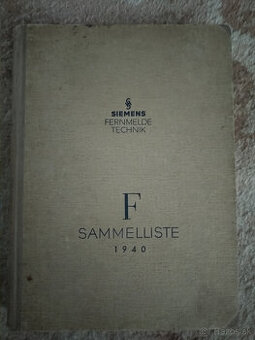 SIEMENS
FERNMELDE
TECHNIK
F
SAMMELLISTE
1940